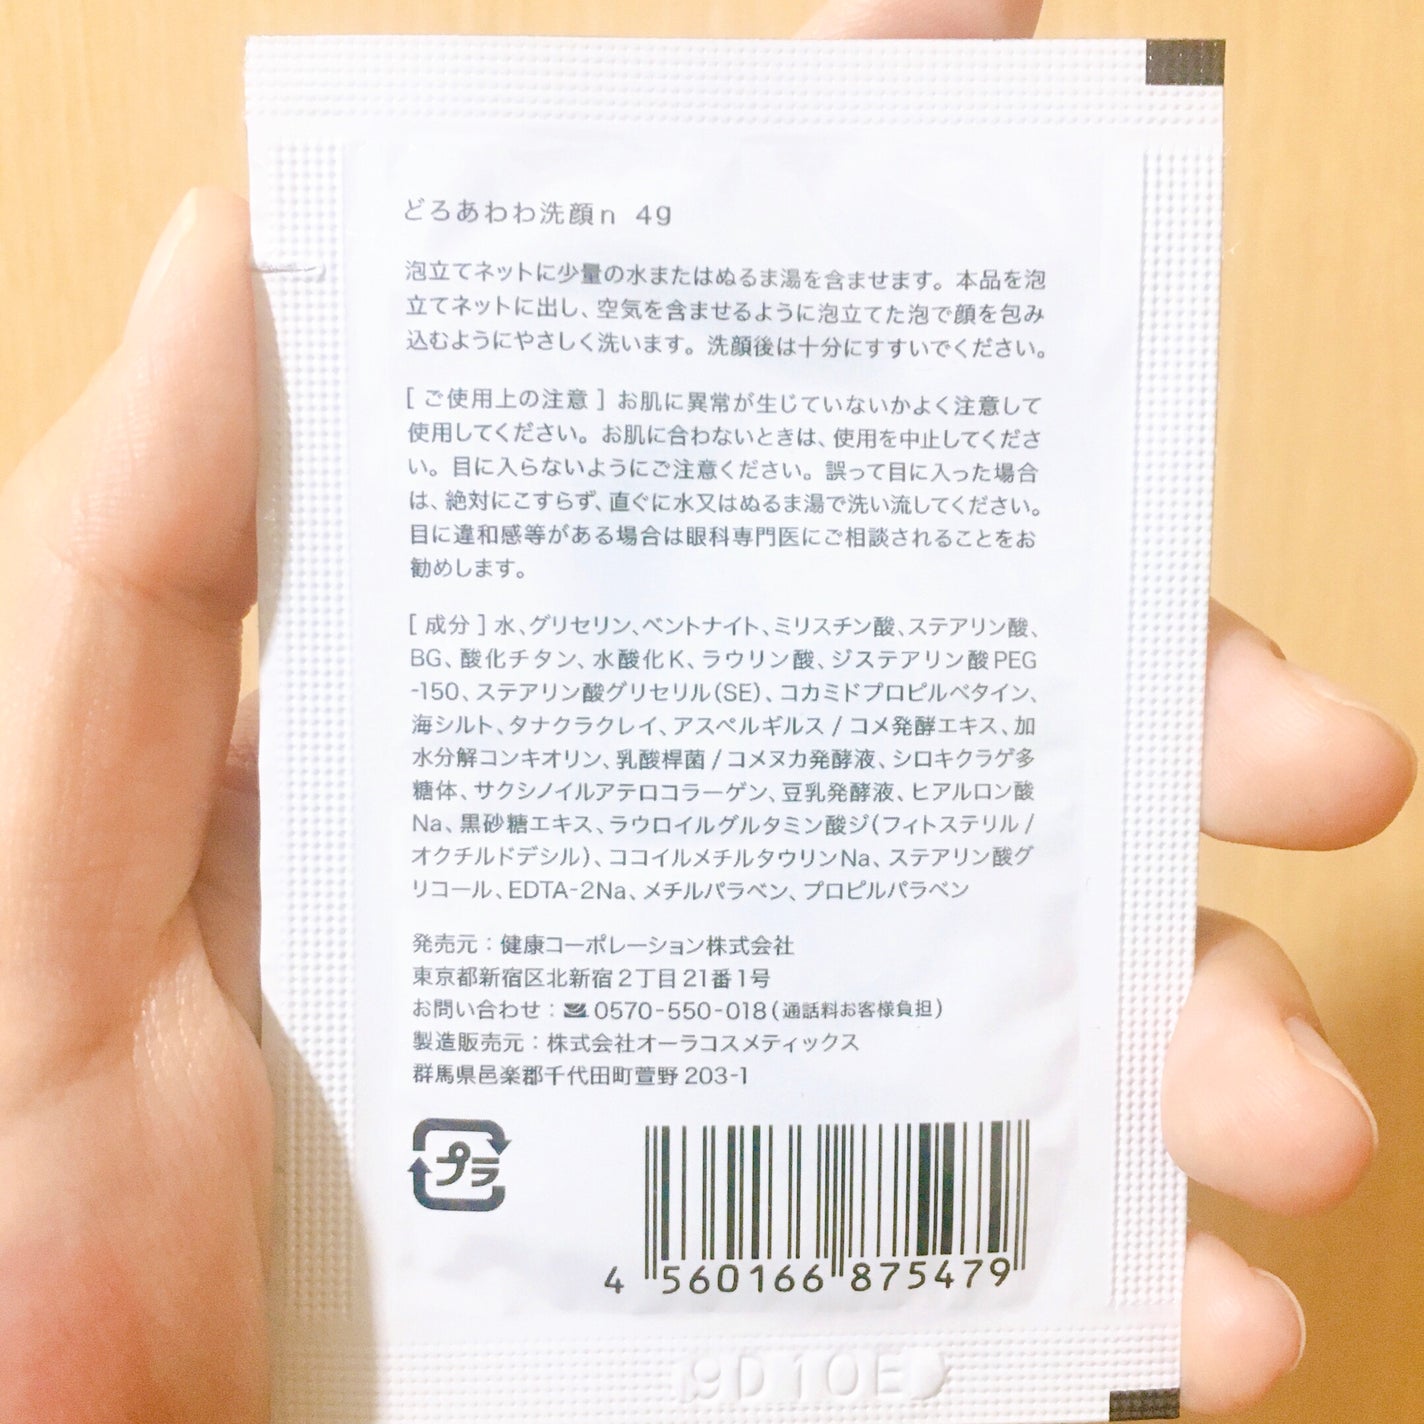 どろあわわ洗顔n 4g
泡立てネットに少量の水またはぬるま湯を含ませます。本品を泡
立てネットに出し、空気を含ませるように泡立てた泡で顔を包み
込むようにやさしく洗います。洗顔後は十分にすすいでください。
[ ご使用上の注意 ] お肌に異常が生じていないかよく注意して
使用してください。お肌に合わないときは、使用を中止してくださ
い。目に入らないようにご注意ください。誤って目に入った場合
は、絶対にこすらず、直ぐに水又はぬるま湯で洗い流してください。
目に違和感等がある場合は眼科専門医にご相談されることをお
勧めします。
[ 成分 ] 水、グリセリン、ベントナイト、ミリスチン酸、ステアリン酸、
BG、酸化チタン、水酸化K、ラウリン酸、ジステアリン酸PEG
-150、ステアリン酸グリセリル(SE)、コカミドプロピルベタイン、
海シルト、タナクラクレイ、アスペルギルス / コメ発酵エキス、加
水分解コンキオリン、乳酸桿菌 / コメヌカ発酵液、シロキクラゲ多
糖体、サクシノイルアテロコラーゲン、豆乳発酵液、ヒアルロン酸
Na、黒砂糖エキス、ラウロイルグルタミン酸ジ(フィトステリル /
オクチルドデシル)、ココイルメチルタウリンNa、ステアリン酸グ
リコール、EDTA-2Na、メチルパラベン、プロピルパラベン
発売元：健康コーポレーション株式会社
東京都新宿区北新宿2丁目21番1号
お問い合わせ： 0570-550-018(通話料お客様負担)
製造販売元：株式会社オーラコスメティックス
群馬県邑楽郡千代田町萱野203-1
プラ
4 560166 875479
9D10E